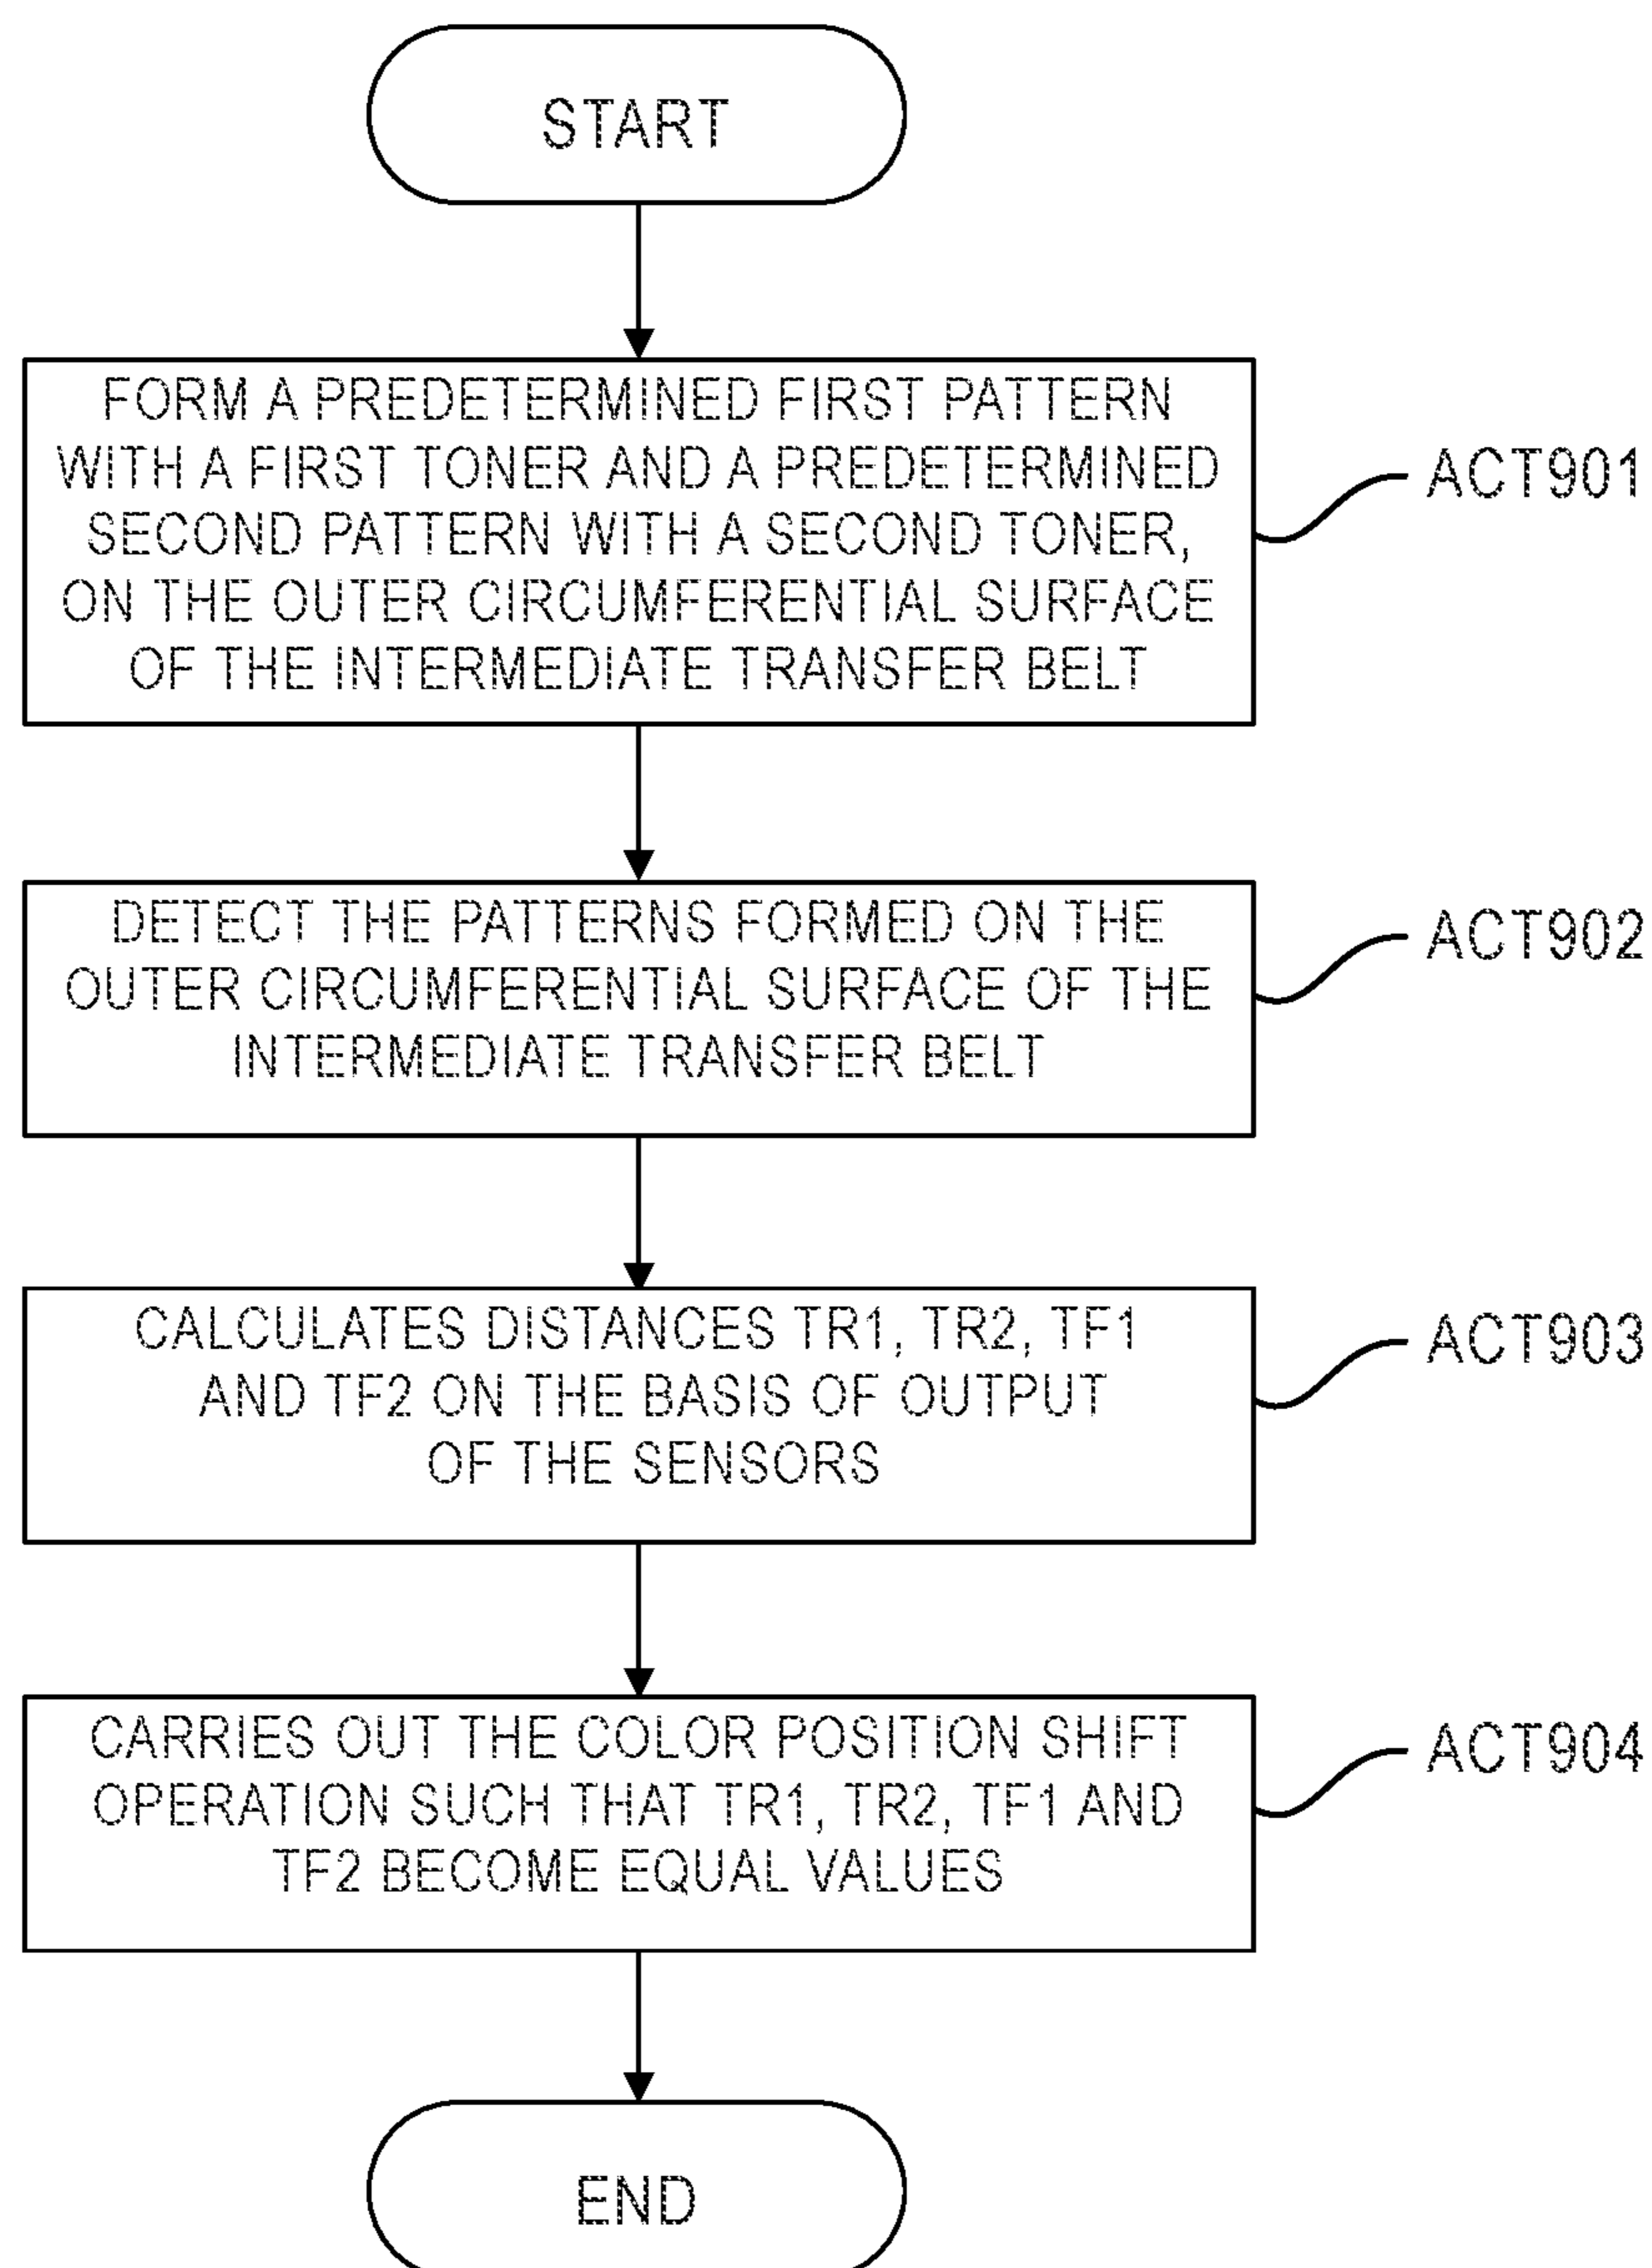 START
FORM A PREDETERMINED FIRST PATTERN
WITH A FIRST TONER AND A PREDETERMINED
SECOND PATTERN WITH A SECOND TONER,
ON THE OUTER CIRCUMFERENTIAL SURFACE
OF THE INTERMEDIATE TRANSFER BELT
ACT901
DETECT THE PATTERNS FORMED ON THE
OUTER CIRCUMFERENTIAL SURFACE OF THE
INTERMEDIATE TRANSFER BELT
ACT902
CALCULATES DISTANCES TR1, TR2, TF1
AND TF2 ON THE BASIS OF OUTPUT
OF THE SENSORS
ACT903
CARRIES OUT THE COLOR POSITION SHIFT
OPERATION SUCH THAT TR1, TR2, TF1 AND
TF2 BECOME EQUAL VALUES
ACT904
END